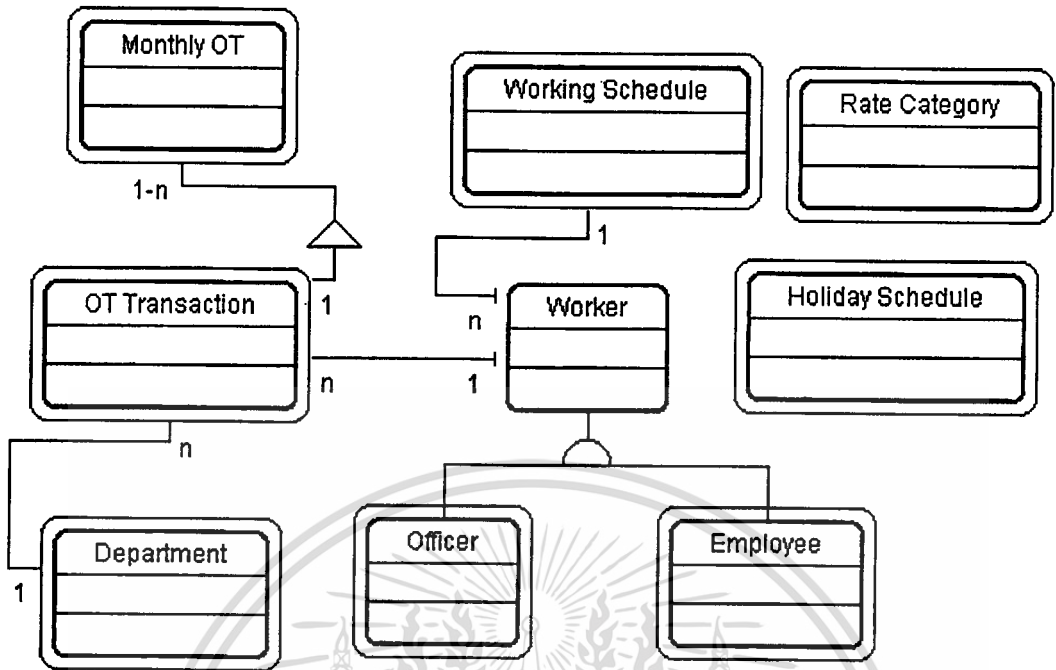 Monthly OT
Working Schedule
Rate Category
1-n
1
OT Transaction
1
Worker
Holiday Schedule
n
n
1
n
Department
Officer
Employee
1